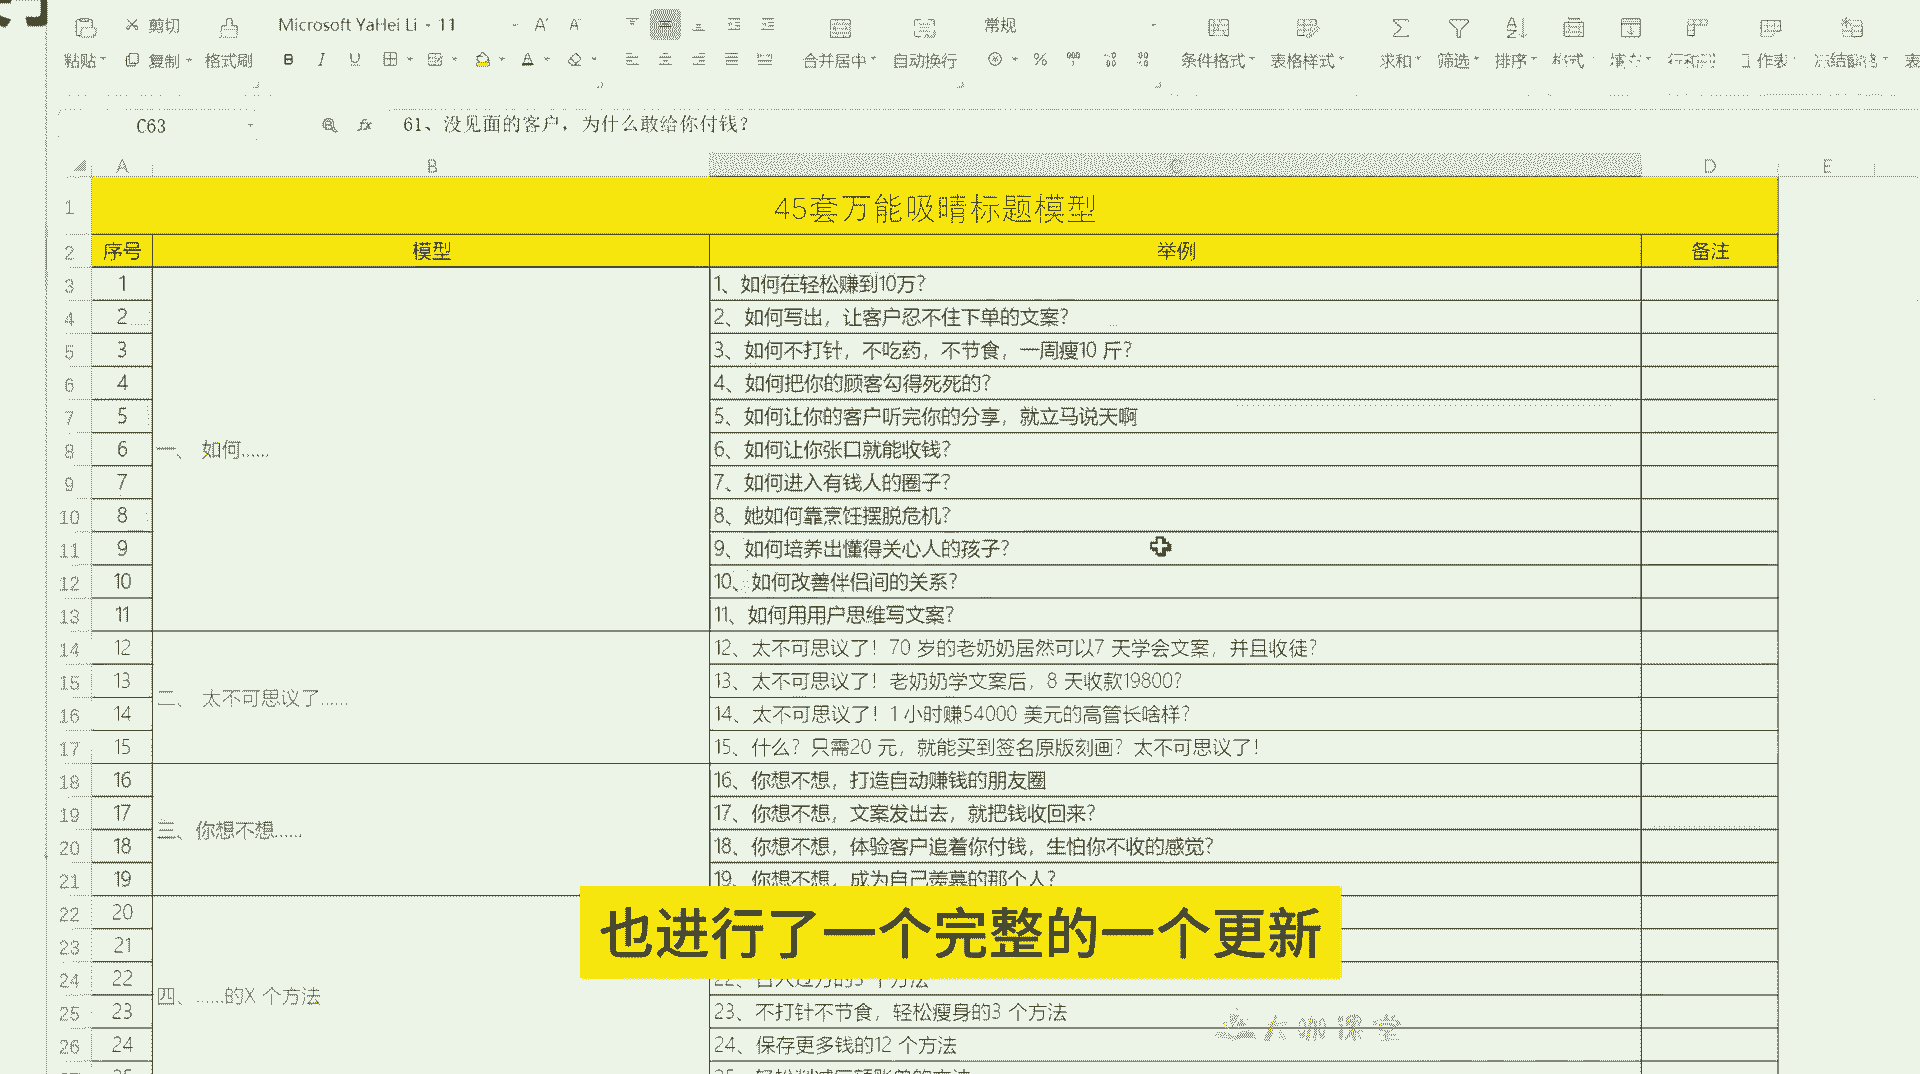 剪切 Microsoft YaHei Li 11 A A 常规
粘贴 复制 格式刷 B I U A 合并居中 自动换行 % 条件格式 表格样式 求和 筛选 排序 格式 填充 行和列 工作表 冻结窗格 表
C63 fx 61、没见面的客户，为什么敢给你付钱？
A B C D E
1 45套万能吸睛标题模型
2 序号 模型 举例 备注
3 1 1、如何在轻松赚到10万？
4 2 2、如何写出，让客户忍不住下单的文案？
5 3 3、如何不打针，不吃药，不节食，一周瘦10 斤？
6 4 4、如何把你的顾客勾得死死的？
7 5 5、如何让你的客户听完你的分享，就立马说天啊
8 6 一、 如何…… 6、如何让你张口就能收钱？
9 7 7、如何进入有钱人的圈子？
10 8 8、她如何靠烹饪摆脱危机？
11 9 9、如何培养出懂得关心人的孩子？
12 10 10、如何改善伴侣间的关系？
13 11 11、如何用用户思维写文案？
14 12 12、太不可思议了！70 岁的老奶奶居然可以7 天学会文案，并且收徒？
15 13 二、 太不可思议了…… 13、太不可思议了！老奶奶学文案后，8 天收款19800？
16 14 14、太不可思议了！1 小时赚54000 美元的高管长啥样？
17 15 15、什么？只需20 元，就能买到签名原版刻画？太不可思议了！
18 16 16、你想不想，打造自动赚钱的朋友圈
19 17 三、你想不想…… 17、你想不想，文案发出去，就把钱收回来？
20 18 18、你想不想，体验客户追着你付钱，生怕你不收的感觉？
21 19 19、你想不想，成为自己羡慕的那个人？
22 20
也进行了一个完整的一个更新
23 21
24 22 四、……的X 个方法
25 23 23、不打针不节食，轻松瘦身的3 个方法
26 24 24、保存更多钱的12 个方法
大咖课堂